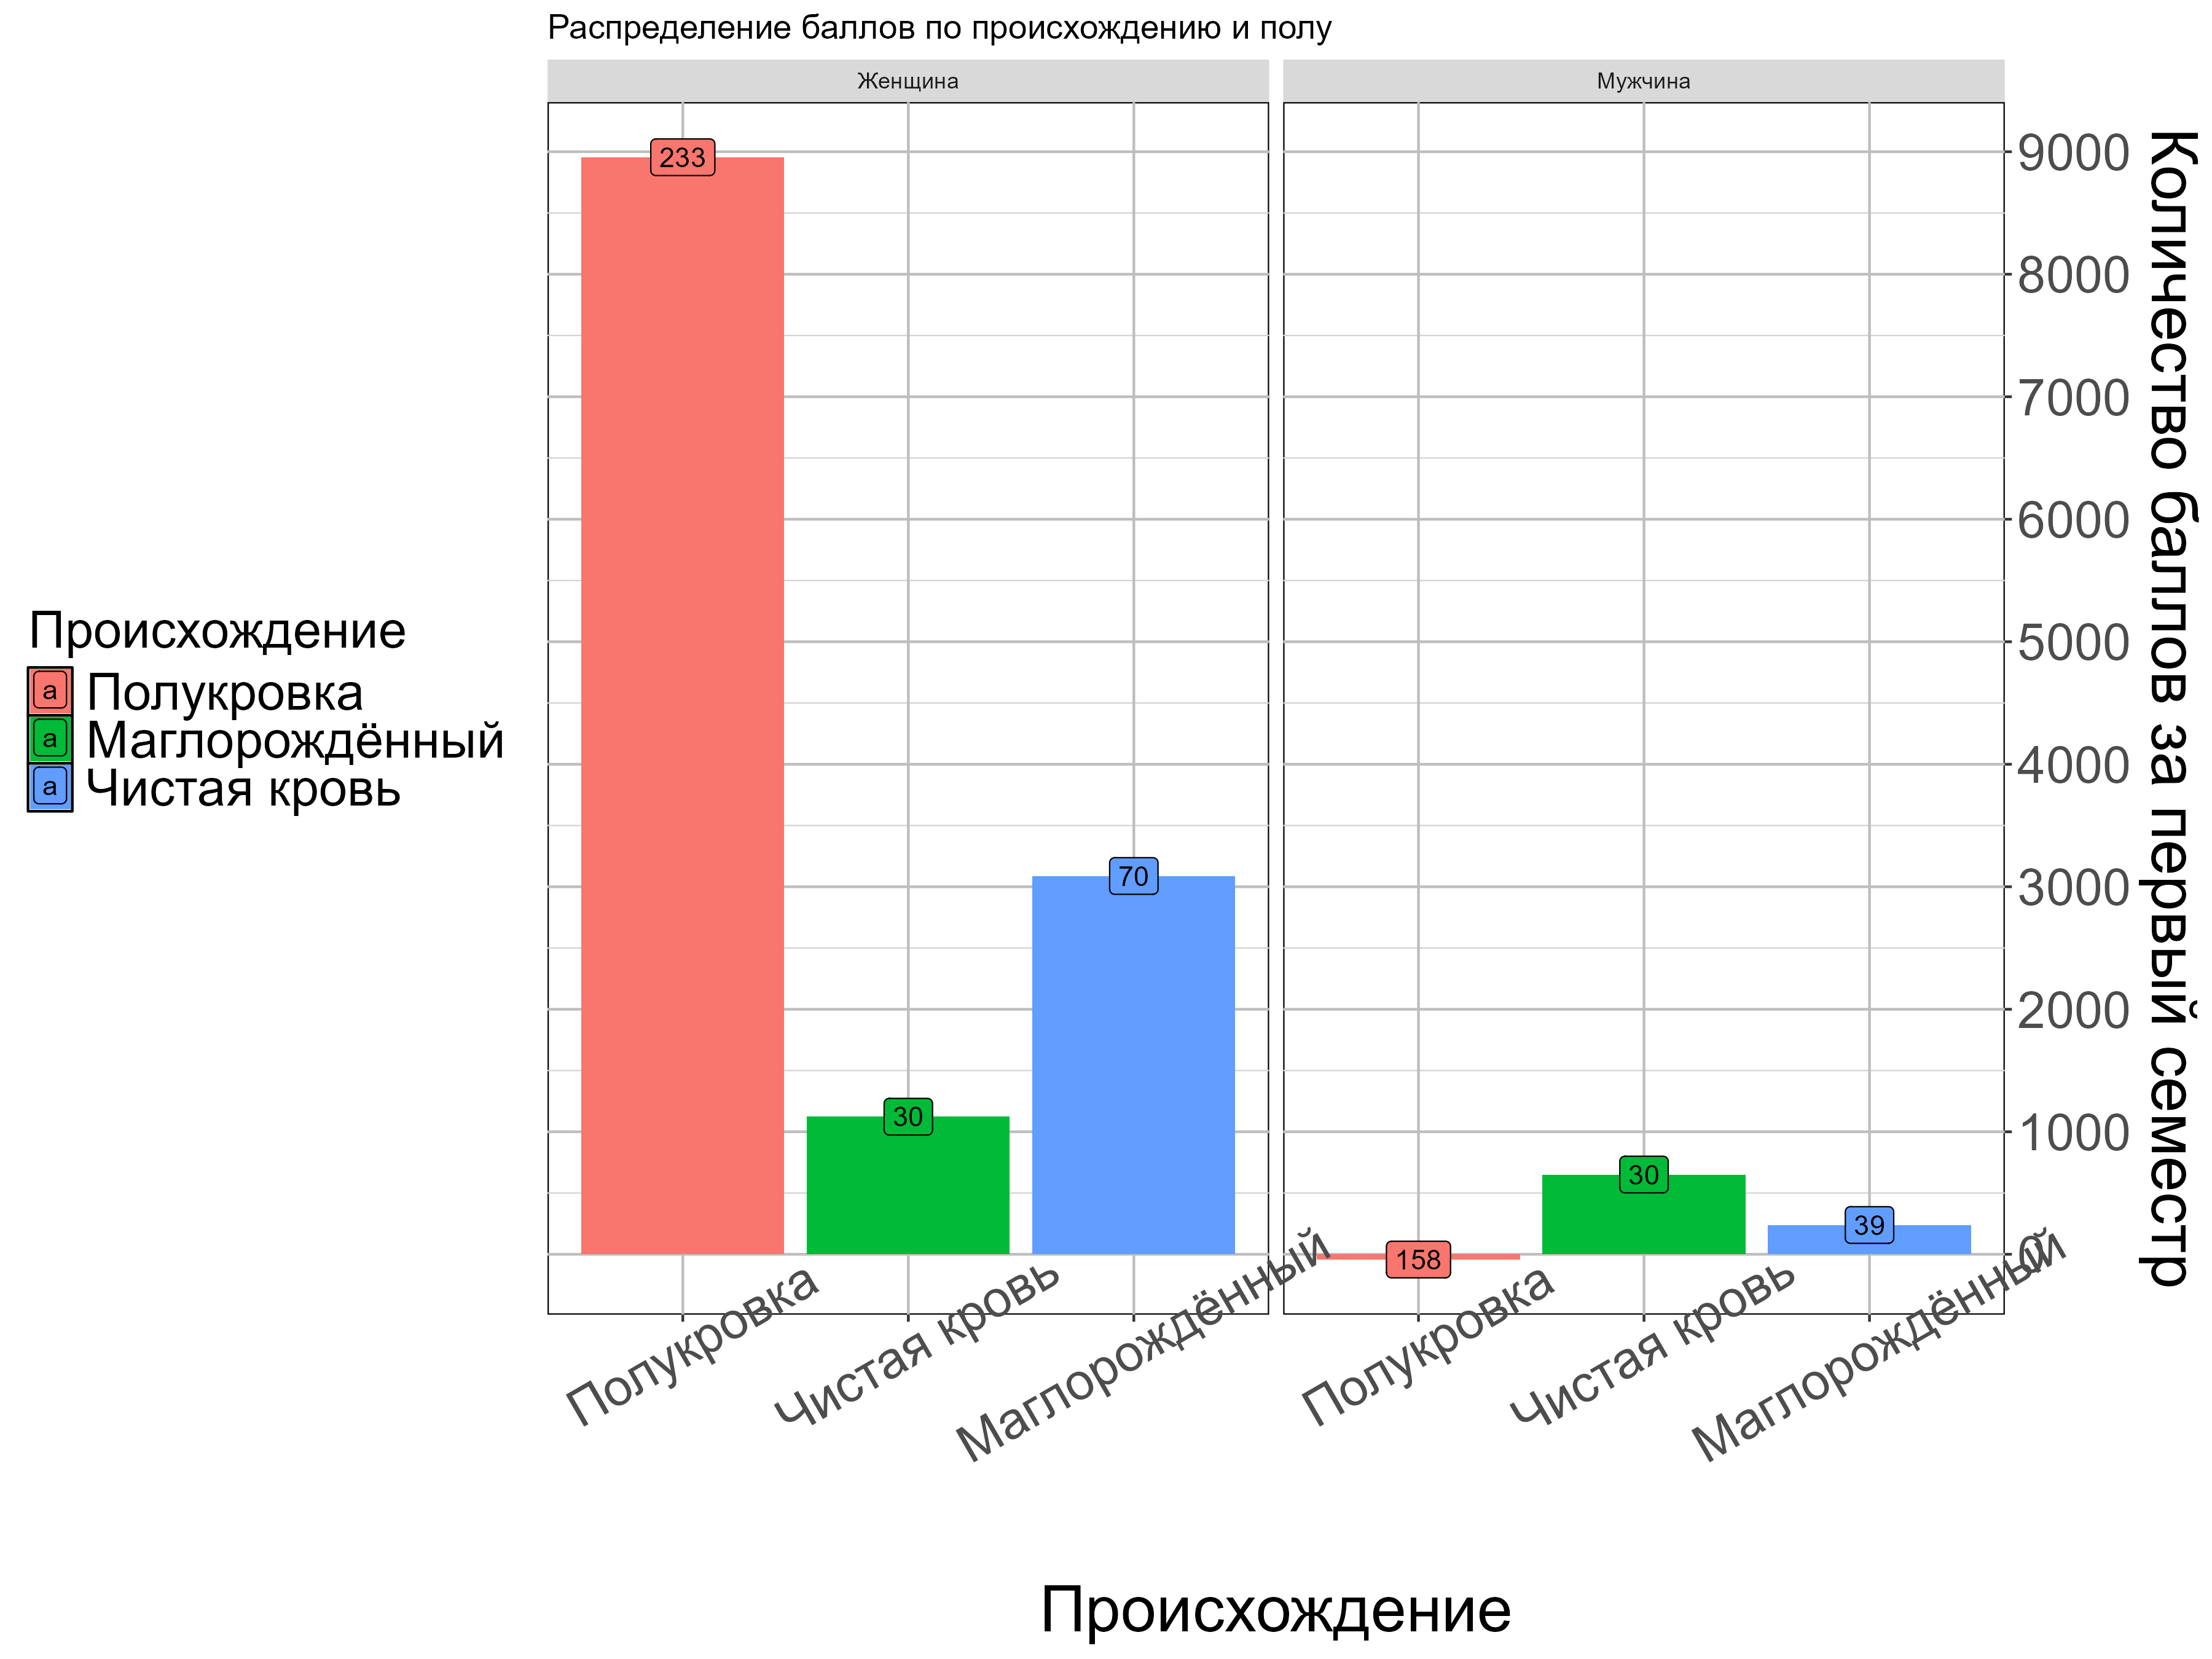 Распределение баллов по происхождению и полу
Женщина
Мужчина
233
30
70
158
30
39
9000
8000
7000
6000
5000
4000
3000
2000
1000
0
Количество баллов за первый семестр
Происхождение
a Полукровка
a Маглорождённый
a Чистая кровь
Полукровка
Чистая кровь
Маглорождённый
Полукровка
Чистая кровь
Маглорождённый
Происхождение